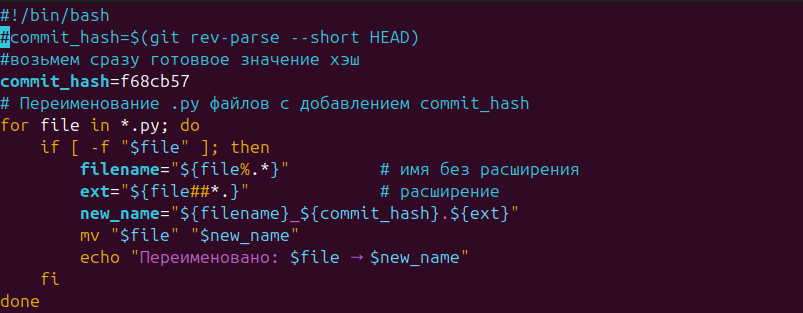 #!/bin/bash
#commit_hash=$(git rev-parse --short HEAD)
#возьмем сразу готоввое значение хэш
commit_hash=f68cb57
# Переименование .py файлов с добавлением commit_hash
for file in *.py; do
    if [ -f "$file" ]; then
        filename="${file%.*}"         # имя без расширения
        ext="${file##*.}"             # расширение
        new_name="${filename}_${commit_hash}.${ext}"
        mv "$file" "$new_name"
        echo "Переименовано: $file → $new_name"
    fi
done